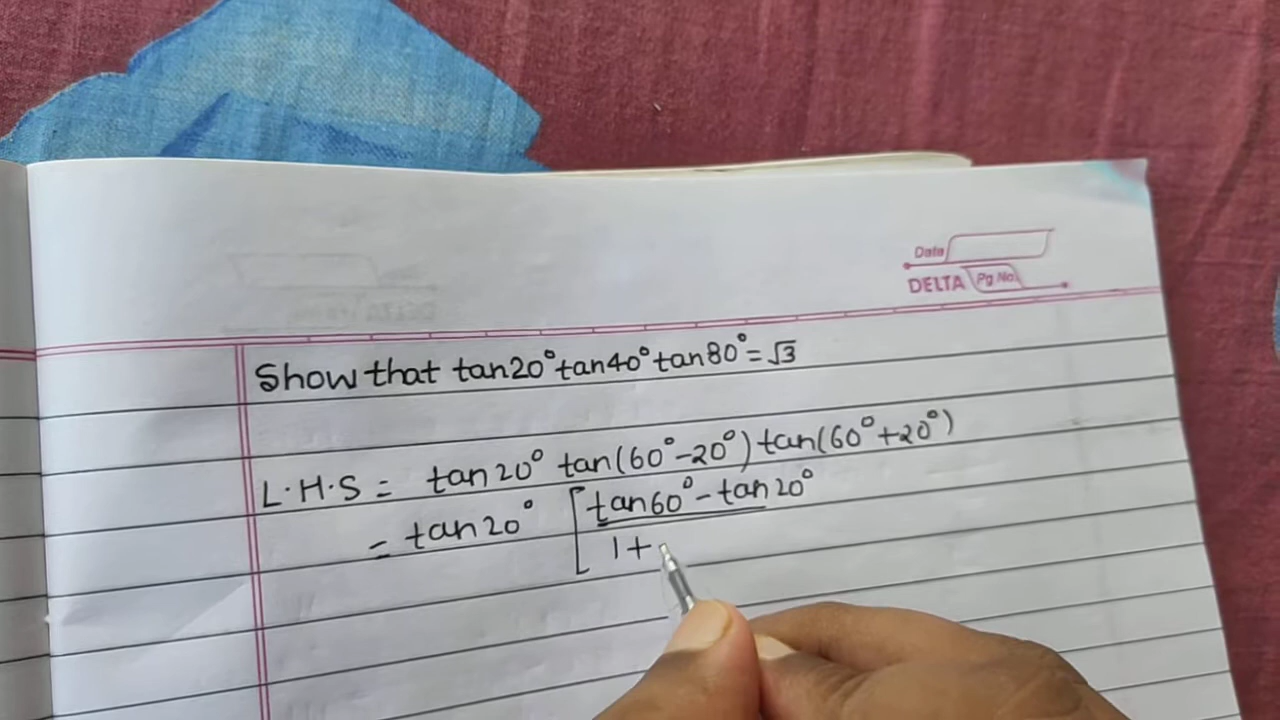 Date
DELTA Pg No.
Show that tan20°tan40°tan80°=√3
L.H.S = tan20° tan(60°-20°)tan(60°+20°)
= tan20° [tan60°-tan20°
1+